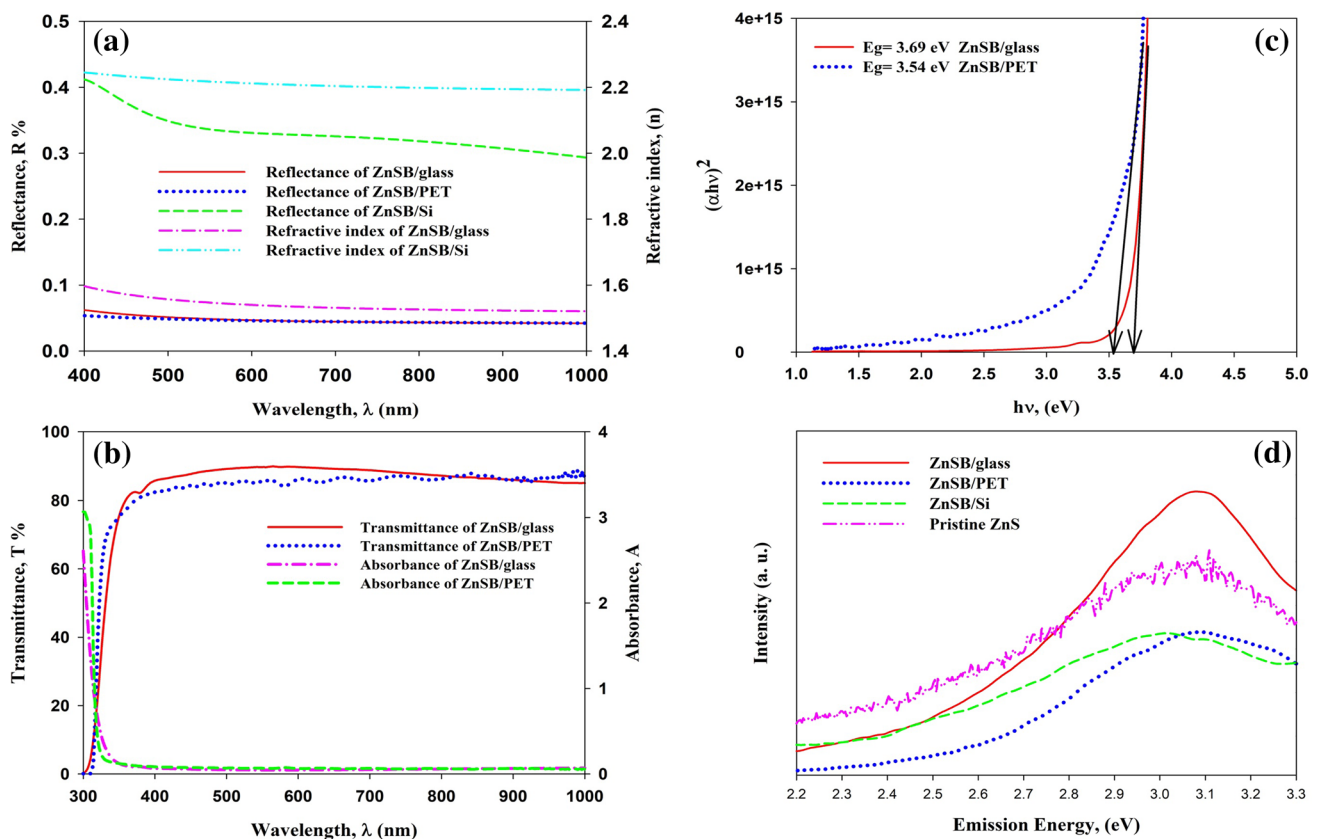 (a)
0.5
0.4
0.3
0.2
0.1
0.0
Reflectance, R %
2.4
2.2
2.0
1.8
1.6
1.4
Refractive index, (n)
Reflectance of ZnSB/glass
Reflectance of ZnSB/PET
Reflectance of ZnSB/Si
Refractive index of ZnSB/glass
Refractive index of ZnSB/Si
400 500 600 700 800 900 1000
Wavelength, λ (nm)
(c)
4e+15
3e+15
2e+15
1e+15
0
(αhν)²
Eg= 3.69 eV ZnSB/glass
Eg= 3.54 eV ZnSB/PET
1.0 1.5 2.0 2.5 3.0 3.5 4.0 4.5 5.0
hν, (eV)
(b)
120
100
80
60
40
20
0
Transmittance, T %
4
3
2
1
0
Absorbance, A
Transmittance of ZnSB/glass
Transmittance of ZnSB/PET
Absorbance of ZnSB/glass
Absorbance of ZnSB/PET
300 400 500 600 700 800 900 1000
Wavelength, λ (nm)
(d)
Intensity (a. u.)
ZnSB/glass
ZnSB/PET
ZnSB/Si
Pristine ZnS
2.2 2.3 2.4 2.5 2.6 2.7 2.8 2.9 3.0 3.1 3.2 3.3
Emission Energy, (eV)